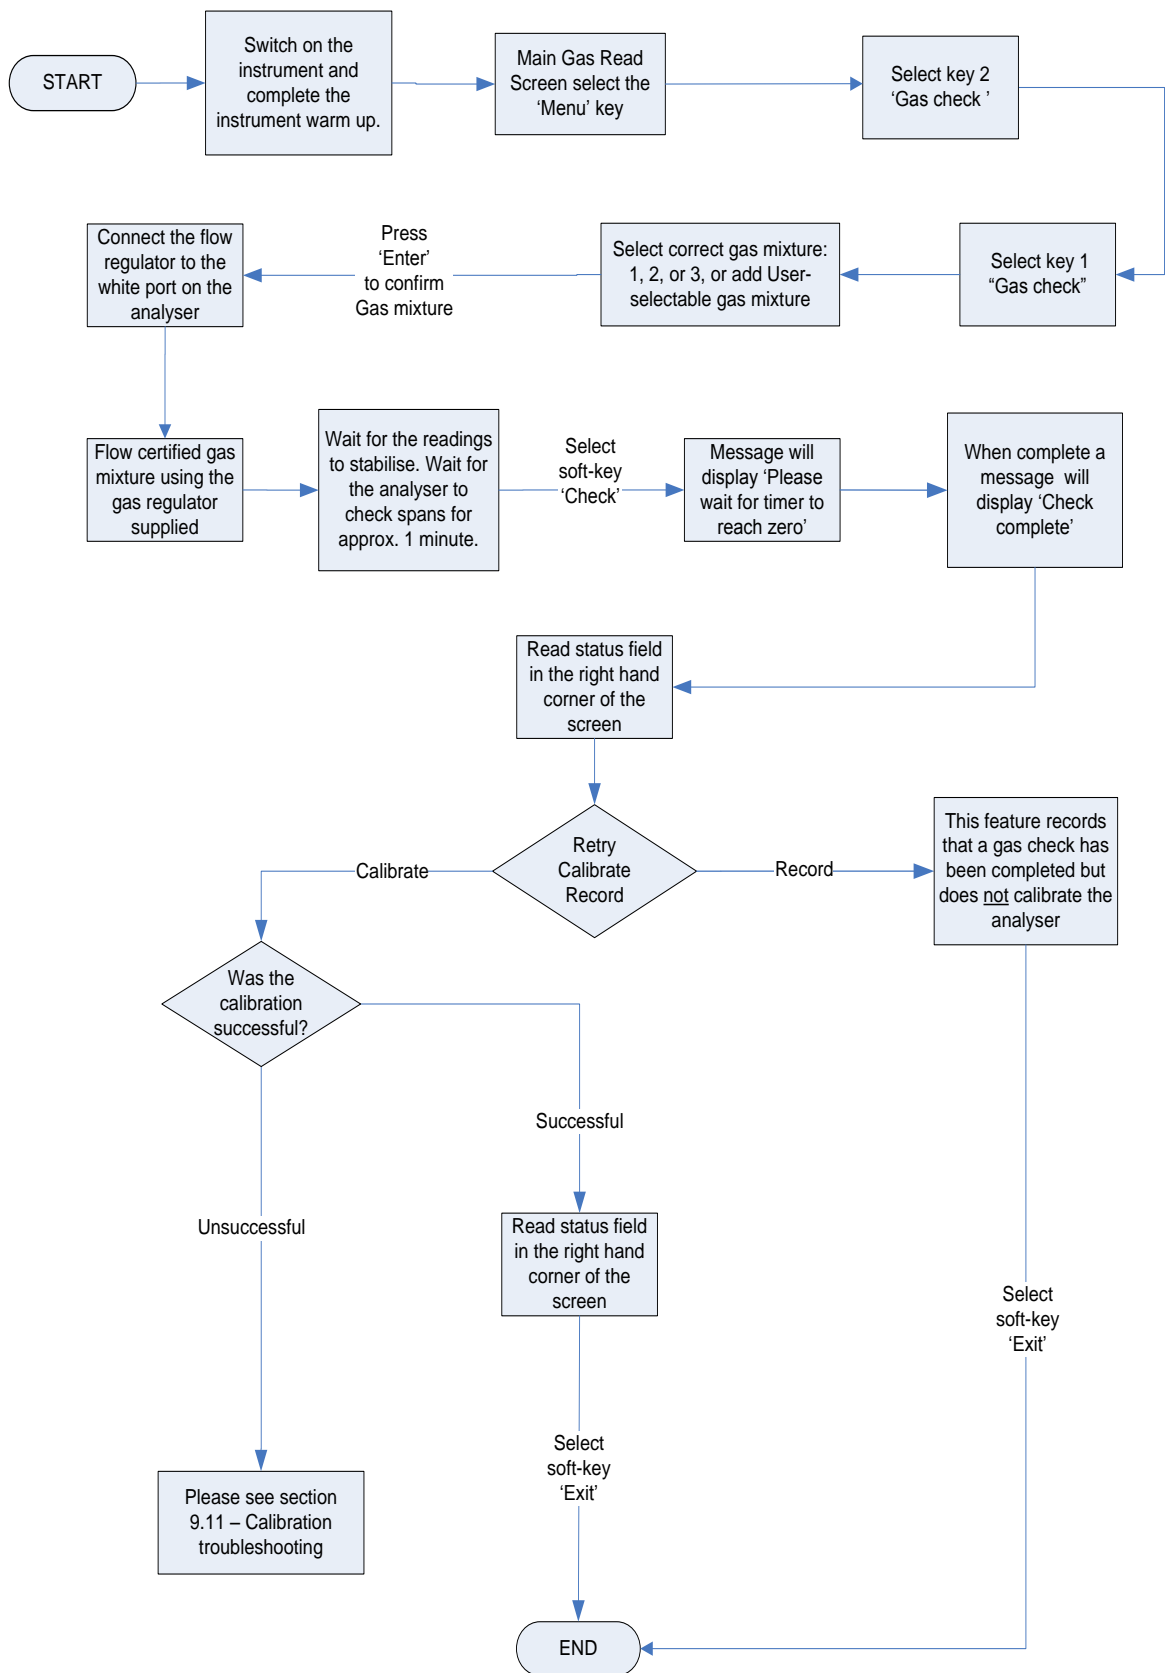 START
Switch on the
instrument and
complete the
instrument warm up.
Main Gas Read
Screen select the
‘Menu’ key
Select key 2
‘Gas check ’
Select key 1
“Gas check”
Select correct gas mixture:
1, 2, or 3, or add User-
selectable gas mixture
Press
‘Enter’
to confirm
Gas mixture
Connect the flow
regulator to the
white port on the
analyser
Flow certified gas
mixture using the
gas regulator
supplied
Wait for the readings
to stabilise. Wait for
the analyser to
check spans for
approx. 1 minute.
Select
soft-key
‘Check’
Message will
display ‘Please
wait for timer to
reach zero’
When complete a
message will
display ‘Check
complete’
Read status field
in the right hand
corner of the
screen
Retry
Calibrate
Record
Calibrate
Record
This feature records
that a gas check has
been completed but
does not calibrate the
analyser
Was the
calibration
successful?
Successful
Unsuccessful
Read status field
in the right hand
corner of the
screen
Select
soft-key
‘Exit’
Select
soft-key
‘Exit’
Please see section
9.11 – Calibration
troubleshooting
END